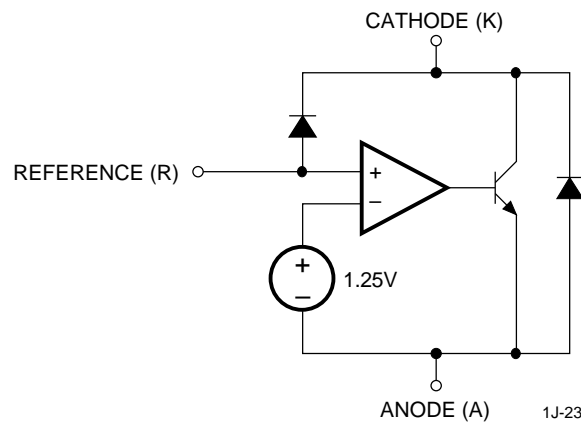 CATHODE (K)
REFERENCE (R)
+
−
+
−
1.25V
ANODE (A)
1J-23